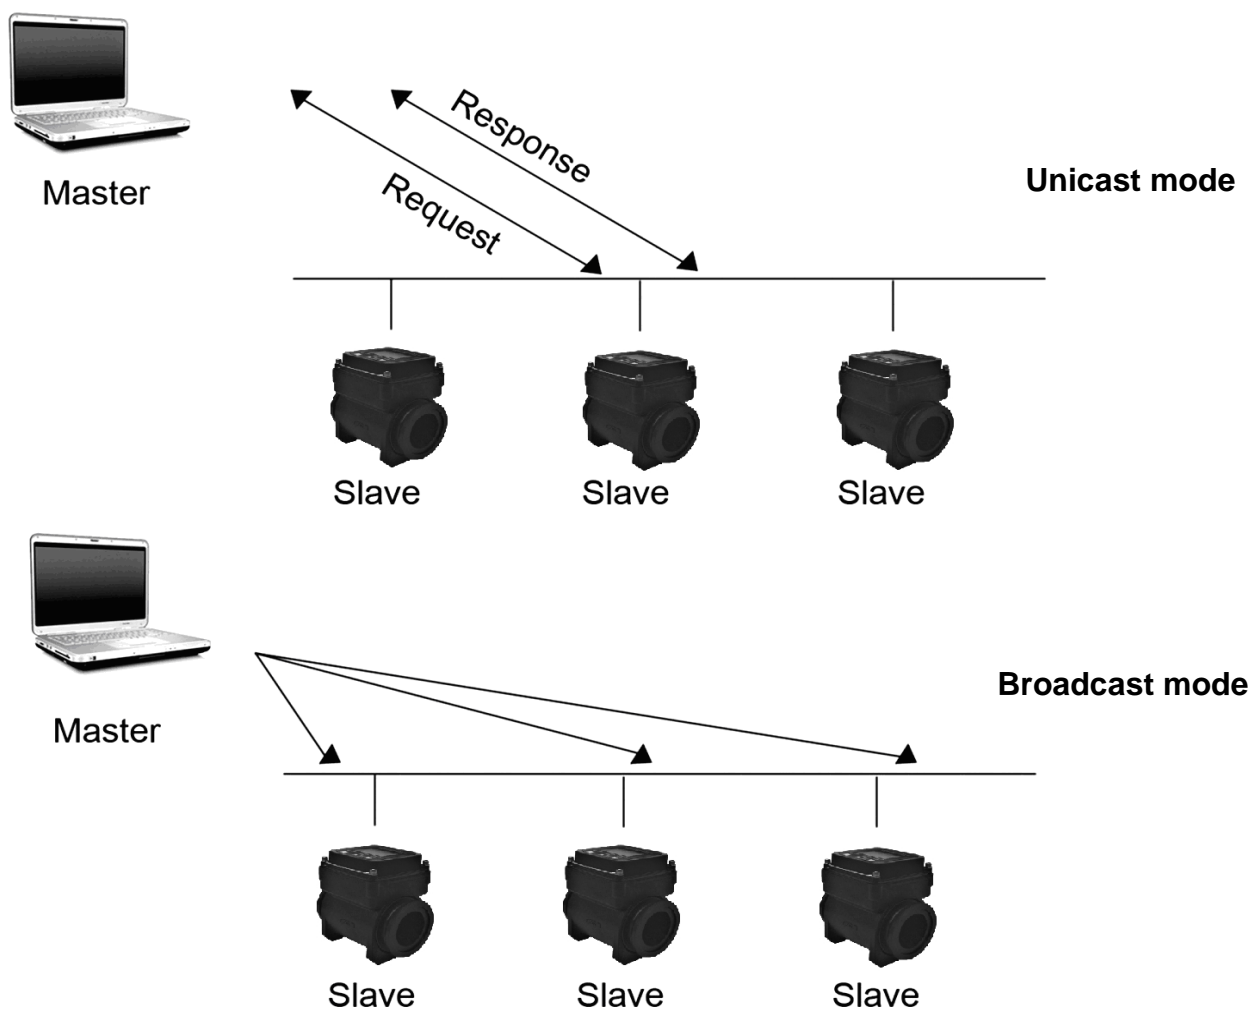 Response
Request
Master
Unicast mode
Slave
Slave
Slave
Master
Broadcast mode
Slave
Slave
Slave